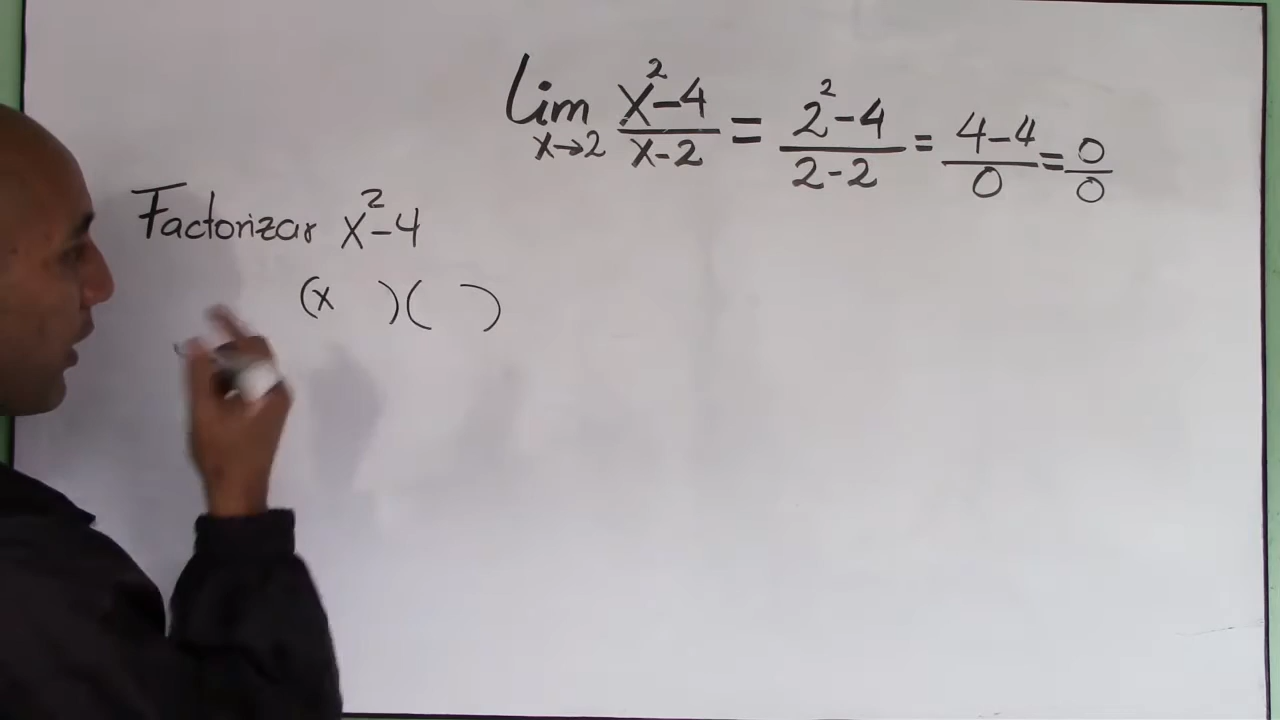 lim x→2 (x²-4)/(x-2) = (2²-4)/(2-2) = (4-4)/0 = 0/0
Factorizar x²-4
(x )( )